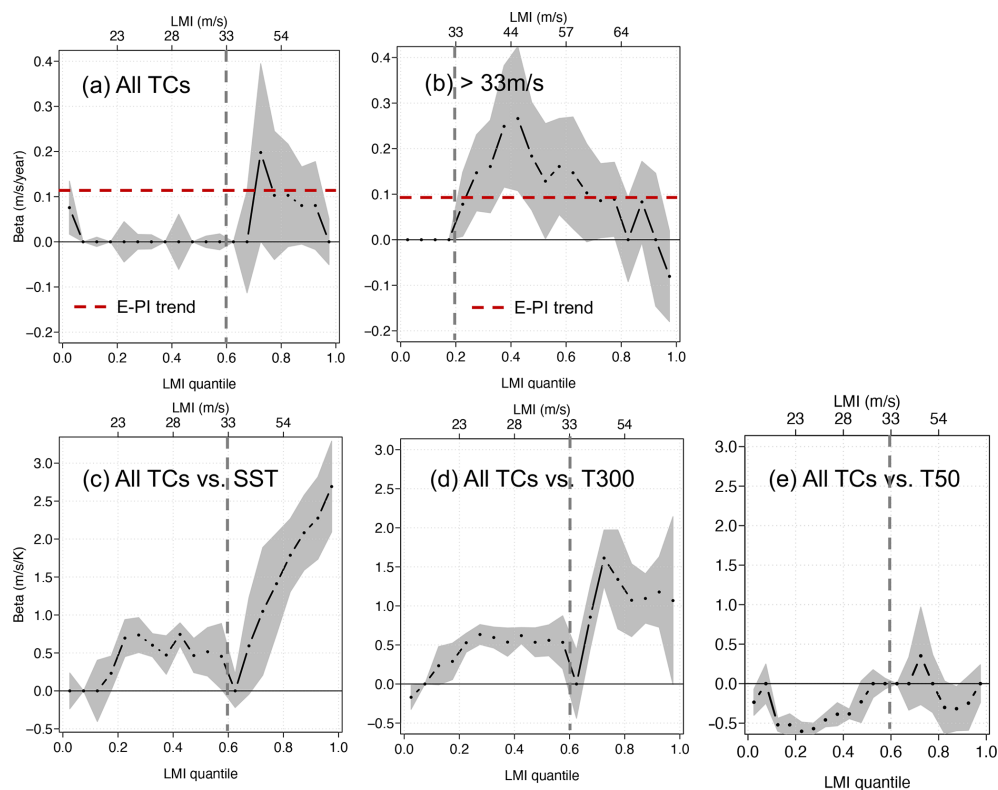 LMI (m/s)
23 28 33 54
(a) All TCs
Beta (m/s/year)
0.4
0.3
0.2
0.1
0.0
−0.1
−0.2
E-PI trend
0.0 0.2 0.4 0.6 0.8 1.0
LMI quantile
LMI (m/s)
33 44 57 64
(b) > 33m/s
0.4
0.3
0.2
0.1
0.0
−0.1
−0.2
E-PI trend
0.0 0.2 0.4 0.6 0.8 1.0
LMI quantile
LMI (m/s)
23 28 33 54
(c) All TCs vs. SST
Beta (m/s/K)
3.0
2.5
2.0
1.5
1.0
0.5
0.0
−0.5
0.0 0.2 0.4 0.6 0.8 1.0
LMI quantile
LMI (m/s)
23 28 33 54
(d) All TCs vs. T300
3.0
2.5
2.0
1.5
1.0
0.5
0.0
−0.5
0.0 0.2 0.4 0.6 0.8 1.0
LMI quantile
LMI (m/s)
23 28 33 54
(e) All TCs vs. T50
3.0
2.5
2.0
1.5
1.0
0.5
0.0
−0.5
0.0 0.2 0.4 0.6 0.8 1.0
LMI quantile